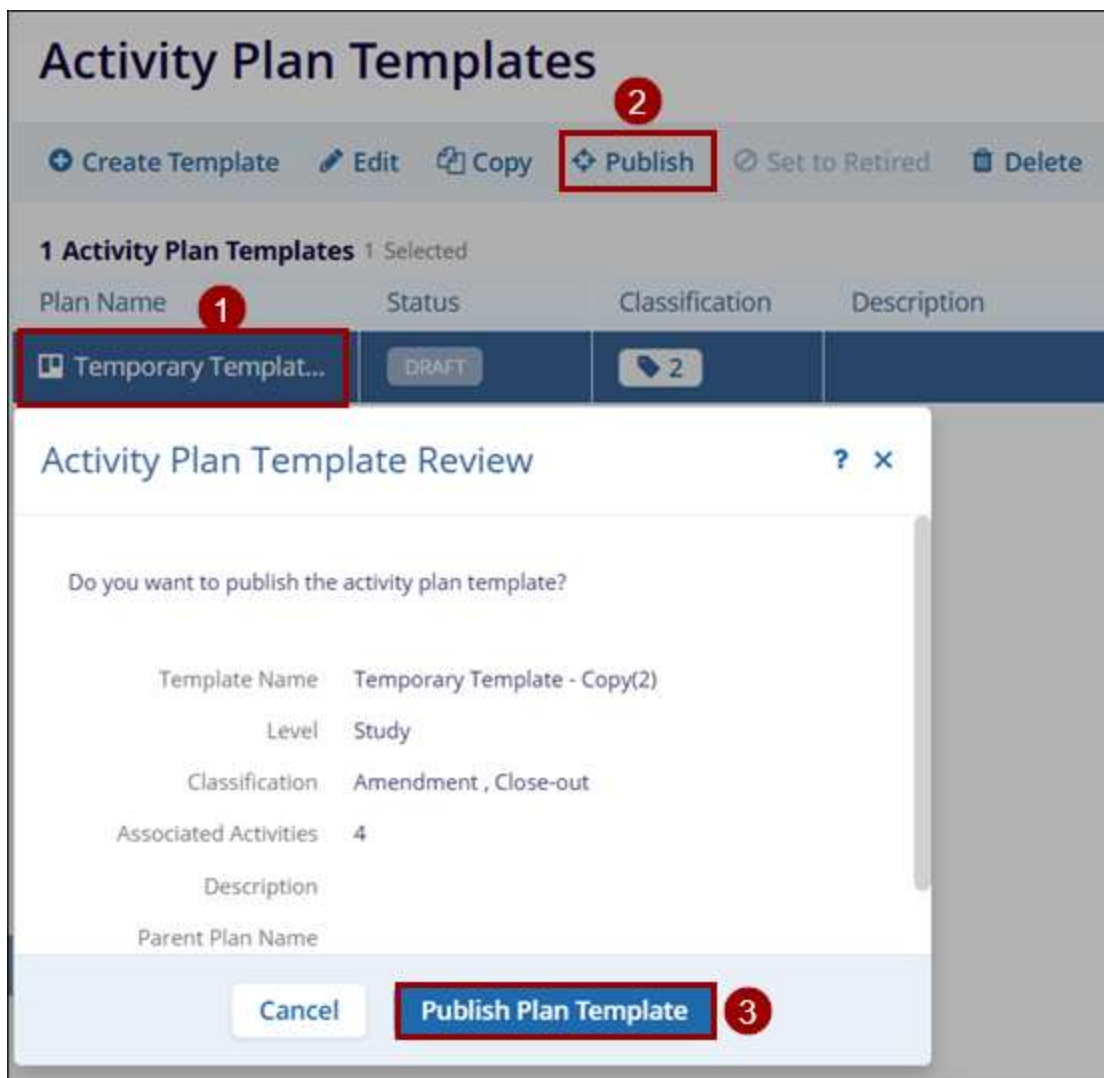 Activity Plan Templates
2
Create Template Edit Copy Publish Set to Retired Delete
1 Activity Plan Templates 1 Selected
Plan Name 1 Status Classification Description
Temporary Templat... DRAFT 2
Activity Plan Template Review ? ×
Do you want to publish the activity plan template?
Template Name Temporary Template - Copy(2)
Level Study
Classification Amendment , Close-out
Associated Activities 4
Description
Parent Plan Name
Cancel Publish Plan Template 3